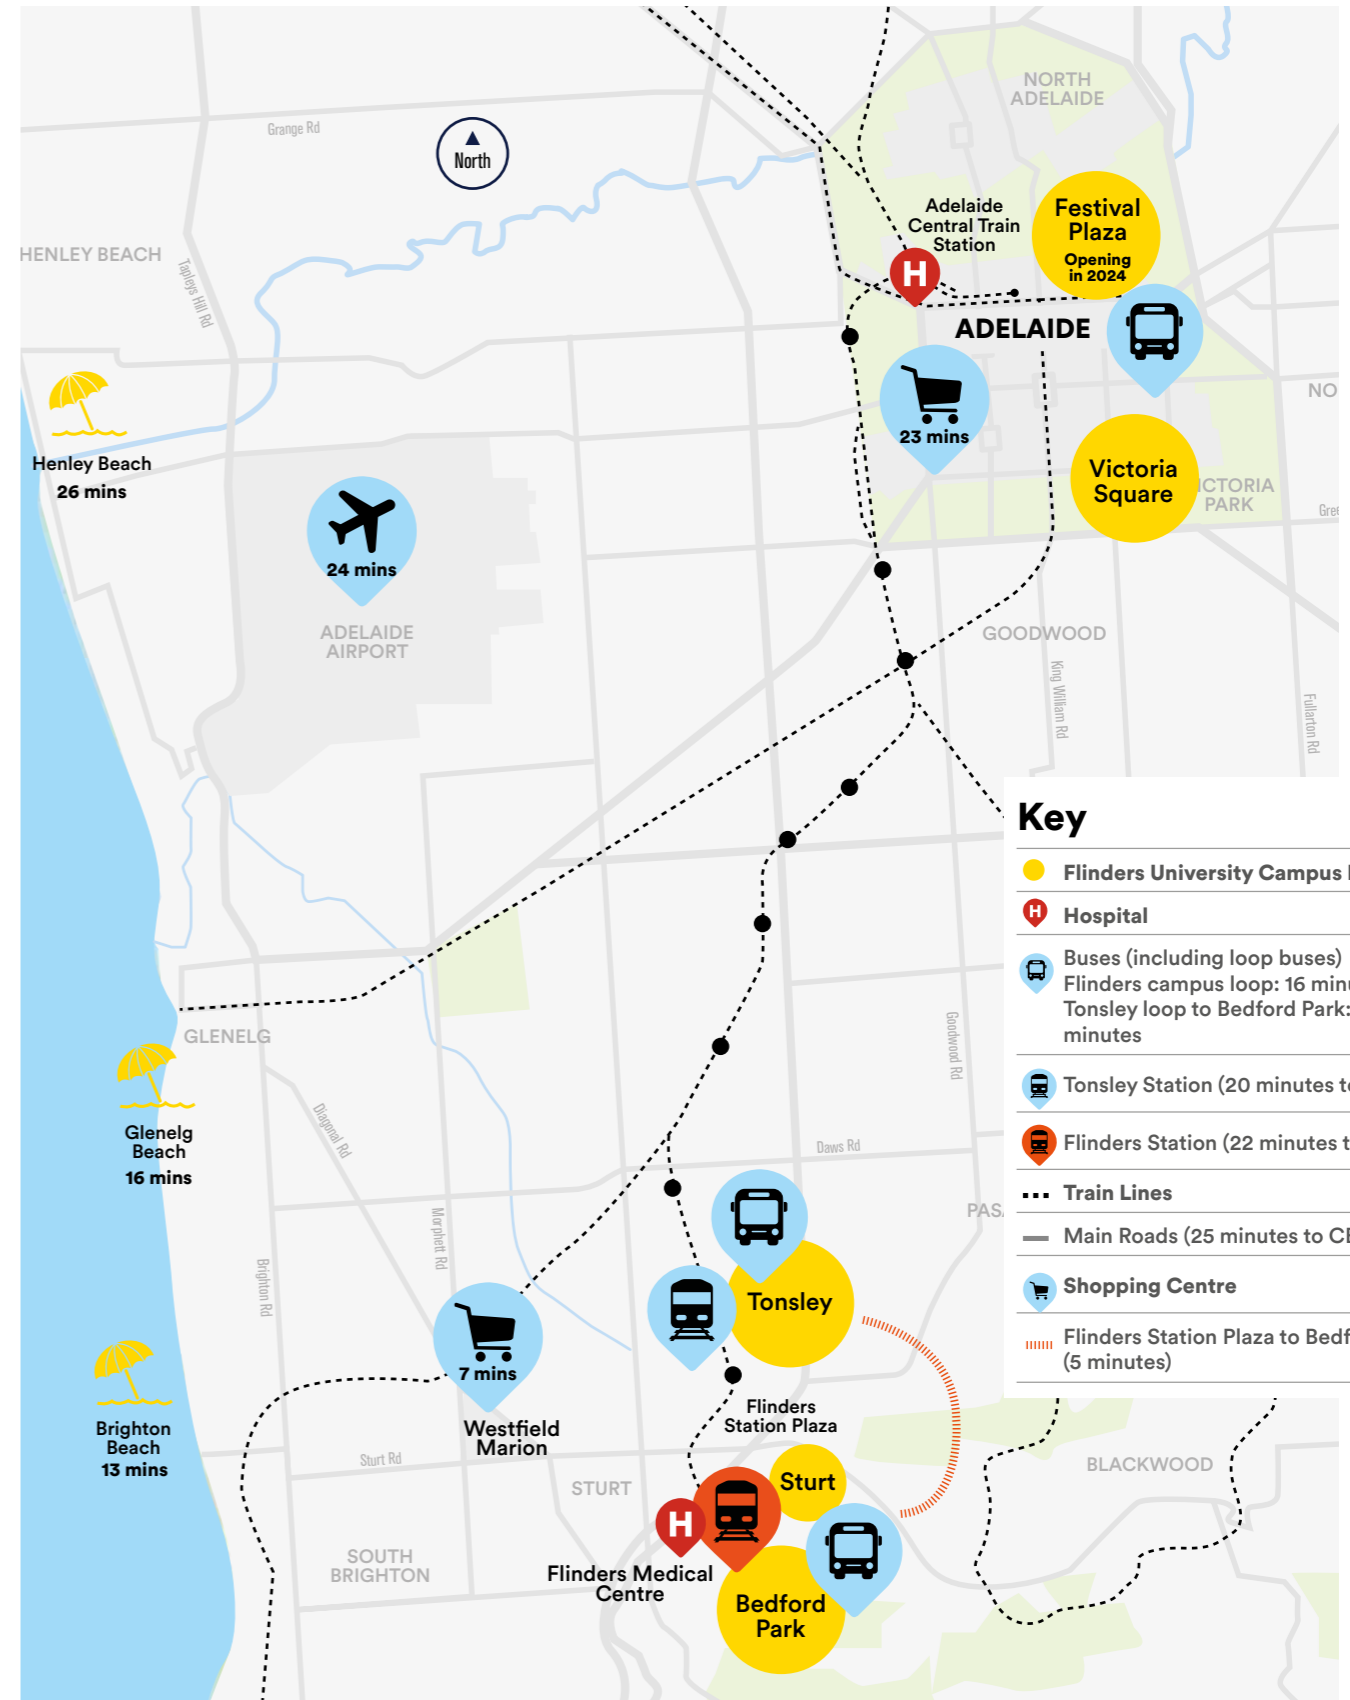 NORTH
ADELAIDE
Grange Rd
North
Adelaide
Central Train
Station
Festival
Plaza
Opening
in 2024
HENLEY BEACH
Tapleys Hill Rd
H
ADELAIDE
23 mins
NO
Henley Beach
26 mins
Victoria
Square
ICTORIA
PARK
Gree
24 mins
ADELAIDE
AIRPORT
GOODWOOD
King William Rd
Fullarton Rd
Key
Flinders University Campus
H
Hospital
Buses (including loop buses)
Flinders campus loop: 16 minu
Tonsley loop to Bedford Park:
minutes
Tonsley Station (20 minutes to
Flinders Station (22 minutes t
Train Lines
Main Roads (25 minutes to CB
Shopping Centre
Flinders Station Plaza to Bedf
(5 minutes)
GLENELG
Goodwood Rd
Glenelg
Beach
16 mins
Diagonal Rd
Daws Rd
PASA
Morphett Rd
Brighton Rd
Tonsley
7 mins
Westfield
Marion
Flinders
Station Plaza
Brighton
Beach
13 mins
Sturt Rd
STURT
Sturt
BLACKWOOD
H
SOUTH
BRIGHTON
Flinders Medical
Centre
Bedford
Park